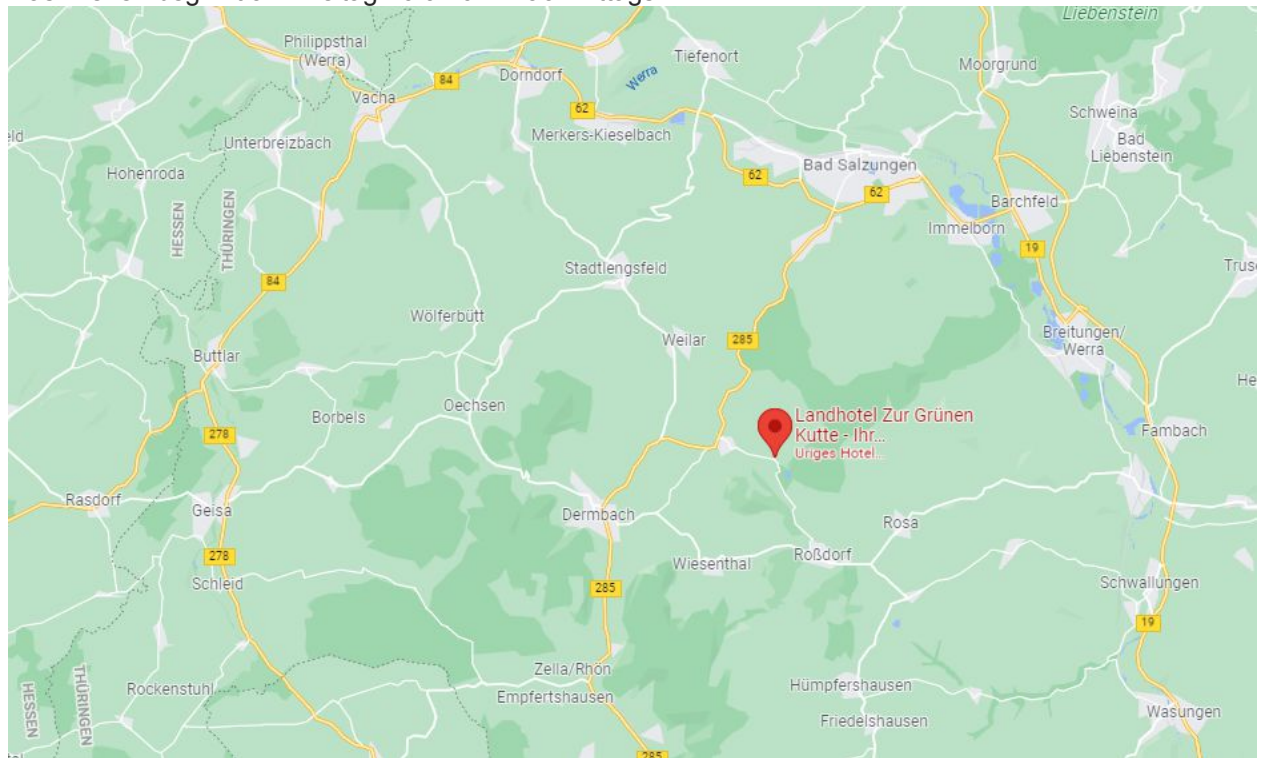 Liebenstein
Philippsthal
(Werra)
Tiefenort
Moorgrund
Dorndorf
Werra
84
Vacha
62
Schweina
Merkers-Kieselbach
Unterbreizbach
Bad
Liebenstein
Bad Salzungen
eld
Hohenroda
62
62
Barchfeld
HESSEN
THÜRINGEN
Immelborn
19
Stadtlengsfeld
Trus
84
Wölferbütt
Weilar
285
Breitungen/
Werra
Buttlar
He
Oechsen
Borbels
Landhotel Zur Grünen
Kutte - Ihr...
Uriges Hotel...
278
Fambach
Rasdorf
Geisa
Dermbach
Rosa
278
Roßdorf
Wiesenthal
Schleid
285
Schwallungen
19
Zella/Rhön
Empfertshausen
Rockenstuhl
HESSEN
THÜRINGEN
Hümpfershausen
Friedelshausen
Wasungen
285